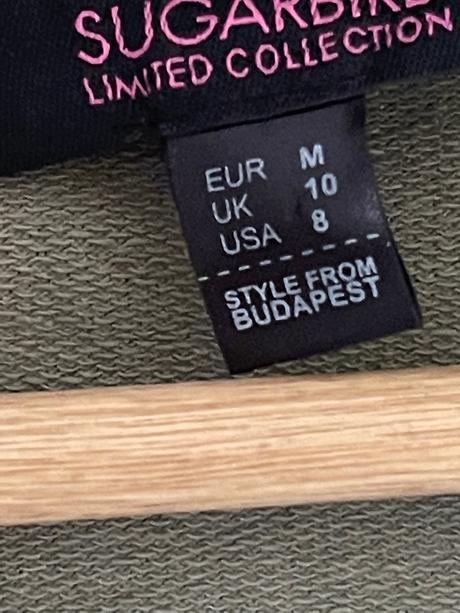 SUGARBIRD
LIMITED COLLECTION
EUR M
UK 10
USA 8
STYLE FROM
BUDAPEST